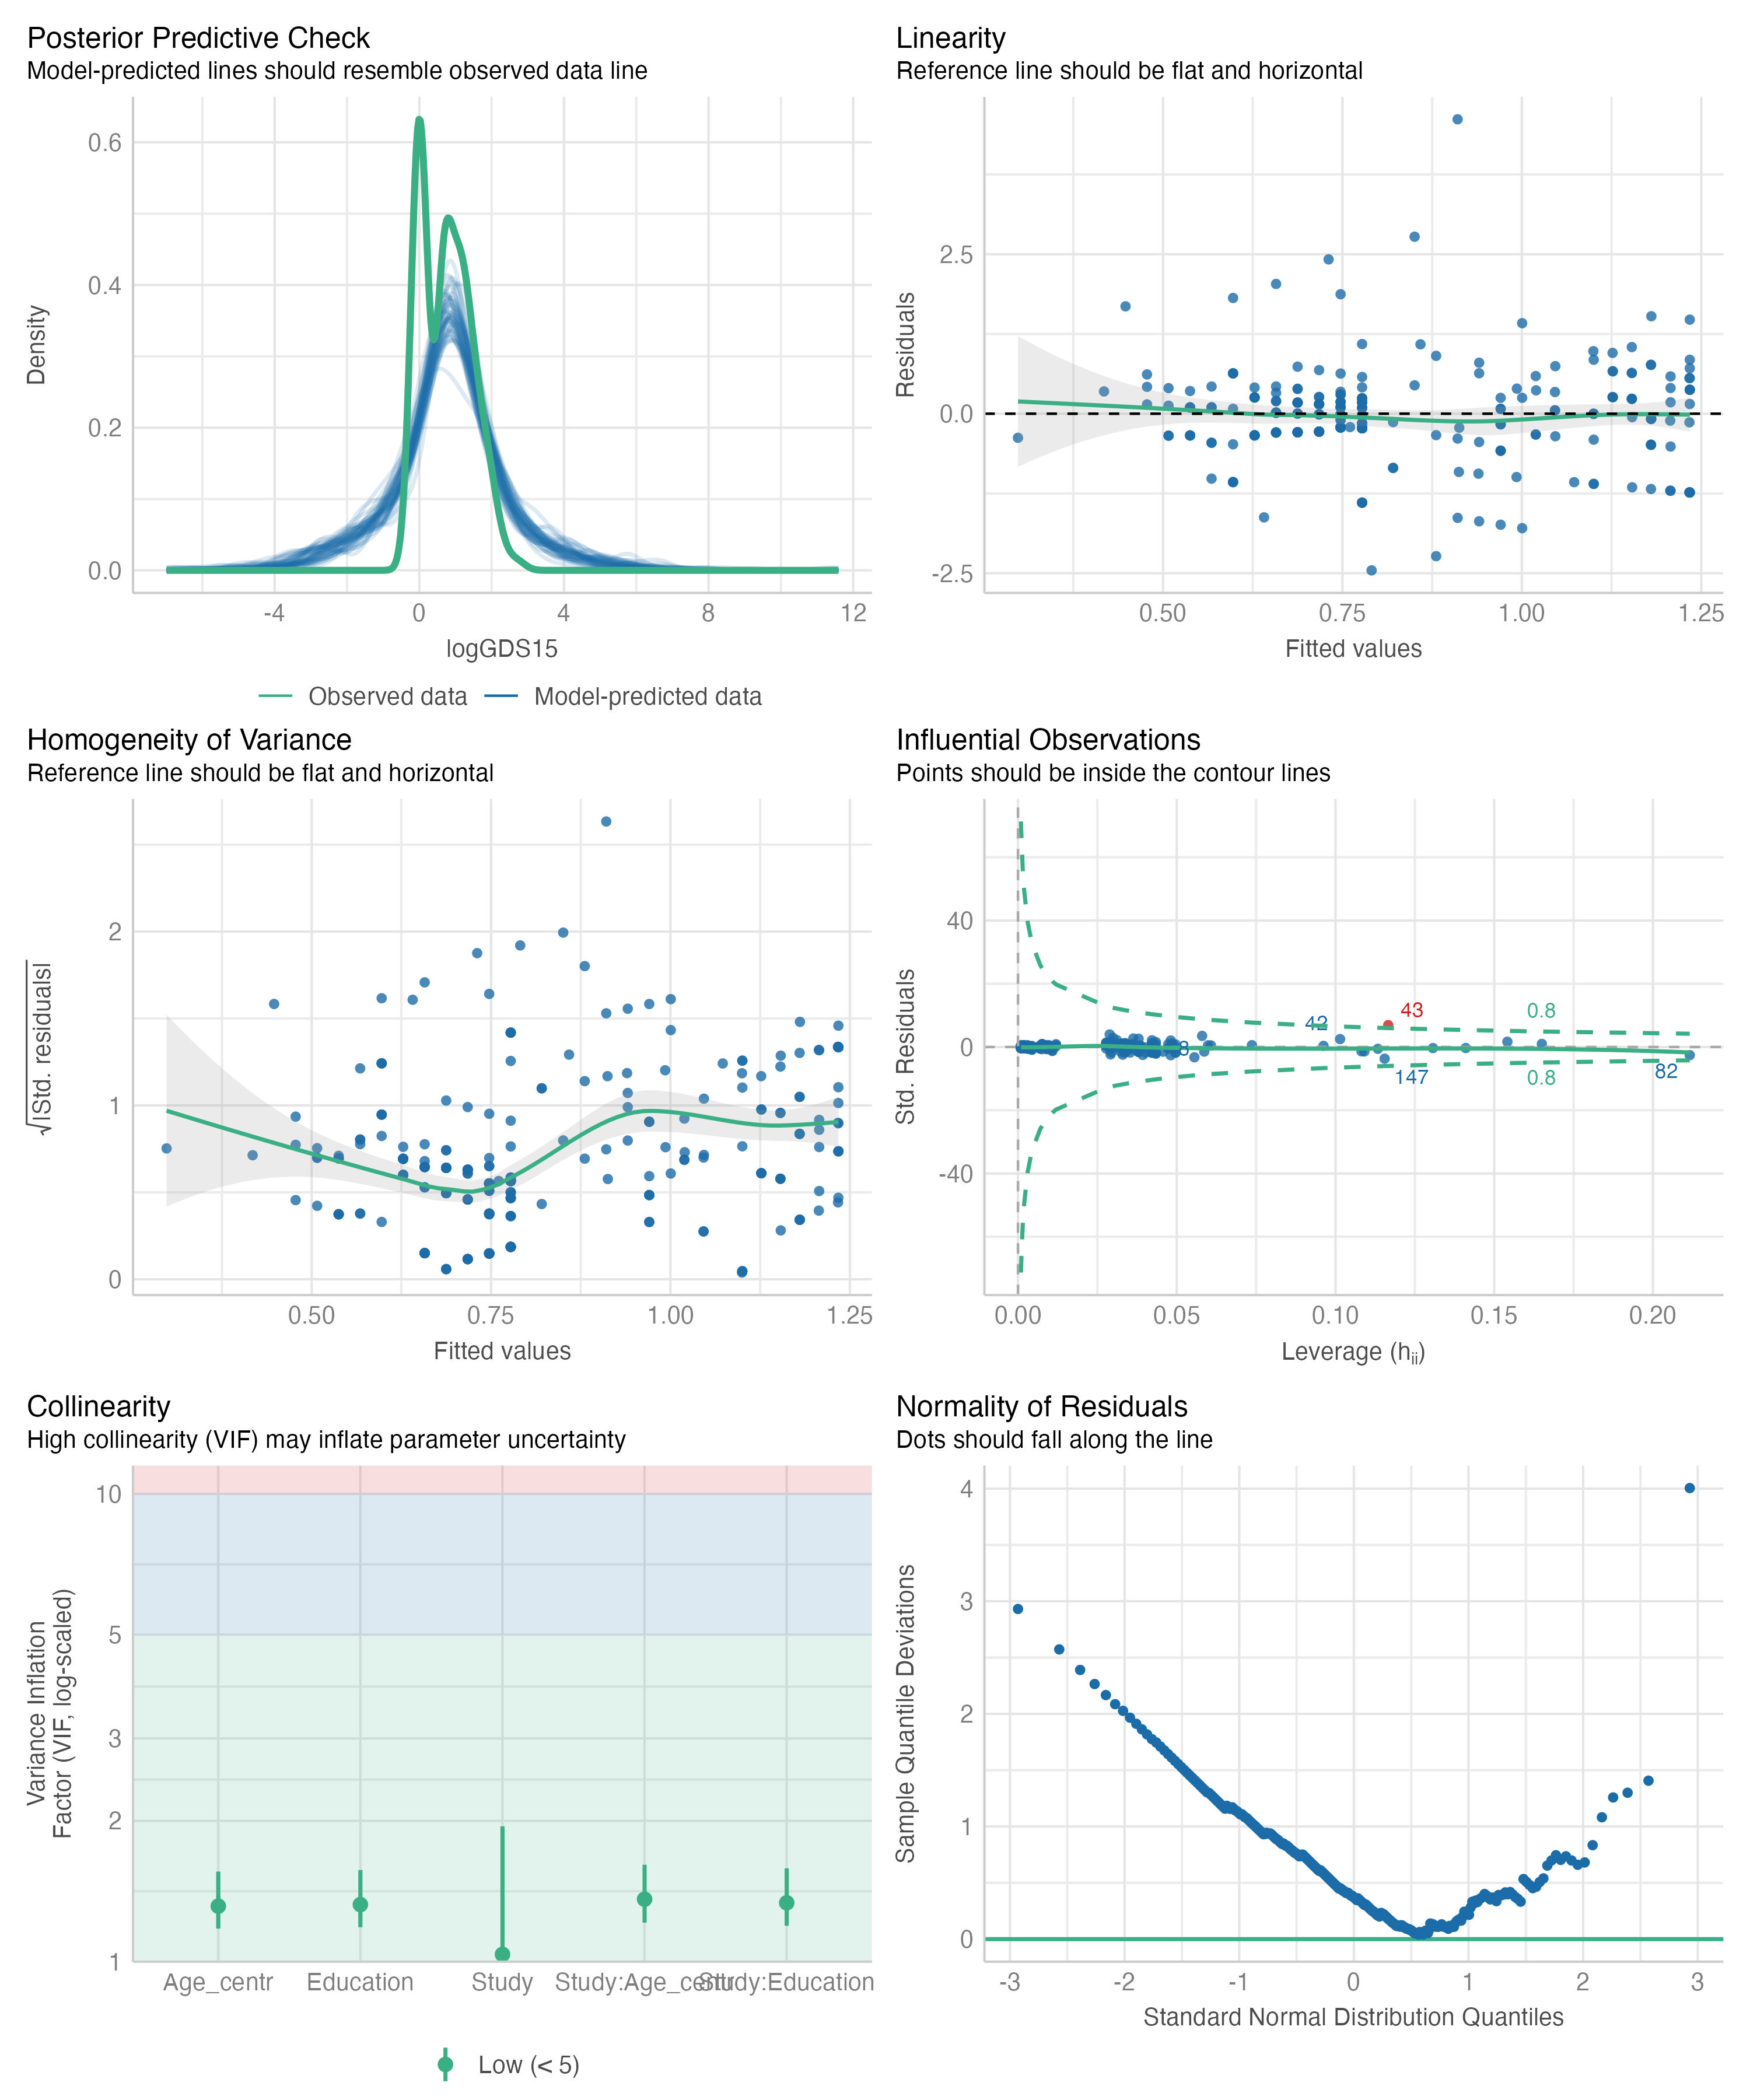 Posterior Predictive Check
Model-predicted lines should resemble observed data line
0.6
0.4
0.2
0.0
Density
-4
0
4
8
12
logGDS15
Observed data
Model-predicted data
Linearity
Reference line should be flat and horizontal
2.5
0.0
-2.5
Residuals
0.50
0.75
1.00
1.25
Fitted values
Homogeneity of Variance
Reference line should be flat and horizontal
2
1
0
√|Std. residuals|
0.50
0.75
1.00
1.25
Fitted values
Influential Observations
Points should be inside the contour lines
40
0
-40
Std. Residuals
43
0.8
42
147
0.8
82
0.00
0.05
0.10
0.15
0.20
Leverage (hii)
Collinearity
High collinearity (VIF) may inflate parameter uncertainty
10
5
3
2
1
Variance Inflation
Factor (VIF, log-scaled)
Age_centr
Education
Study
Study:Age_centr
Study:Education
Low (< 5)
Normality of Residuals
Dots should fall along the line
4
3
2
1
0
Sample Quantile Deviations
-3
-2
-1
0
1
2
3
Standard Normal Distribution Quantiles